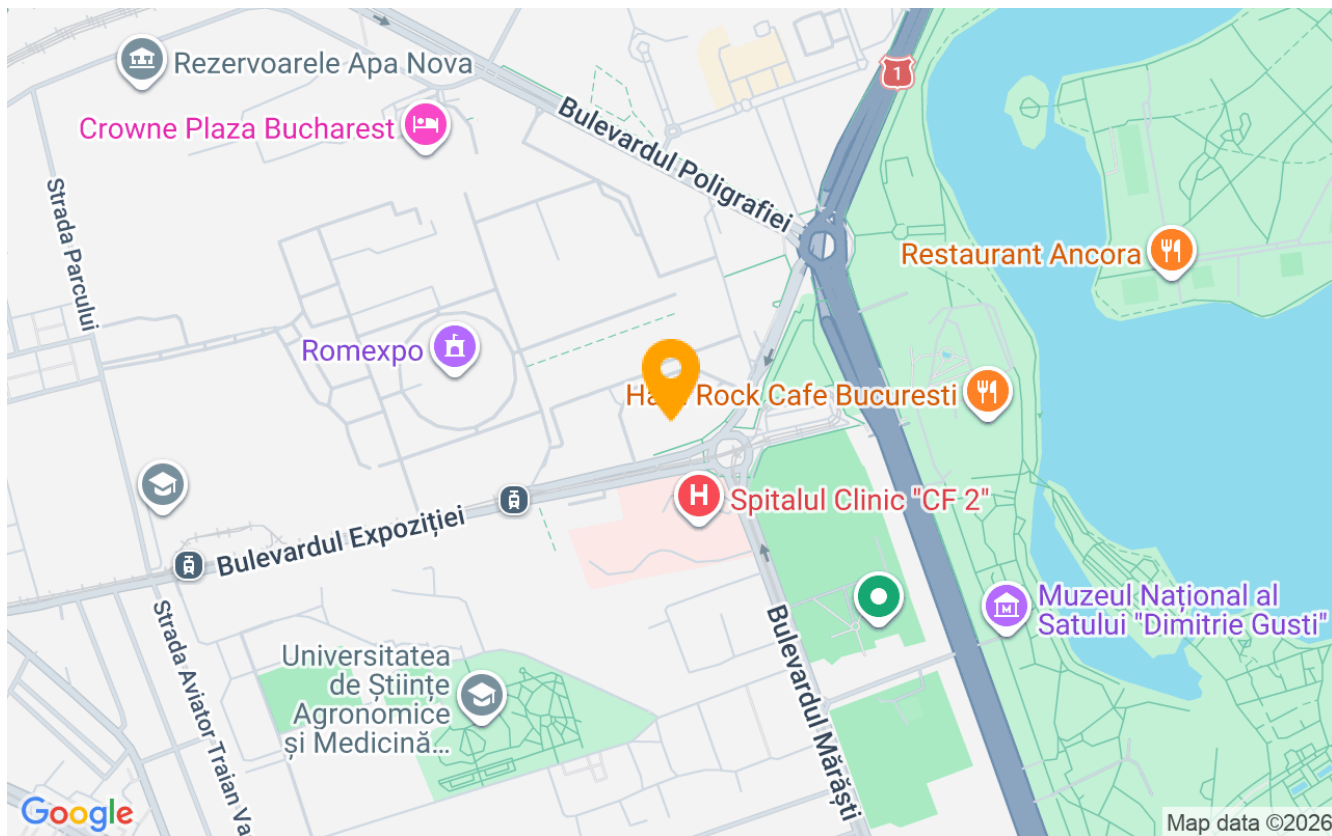 Rezervoarele Apa Nova
Crowne Plaza Bucharest
Bulevardul Poligrafiei
1
Strada Parcului
Restaurant Ancora
Romexpo
Rock Cafe Bucuresti
H
Spitalul Clinic "CF 2"
Bulevardul Expoziției
Muzeul Național al
Satului "Dimitrie Gusti"
M
Strada Aviator Traian Va
Universitatea
de Științe
Agronomice
și Medicină…
Bulevardul Mărăști
Google
Map data ©2026